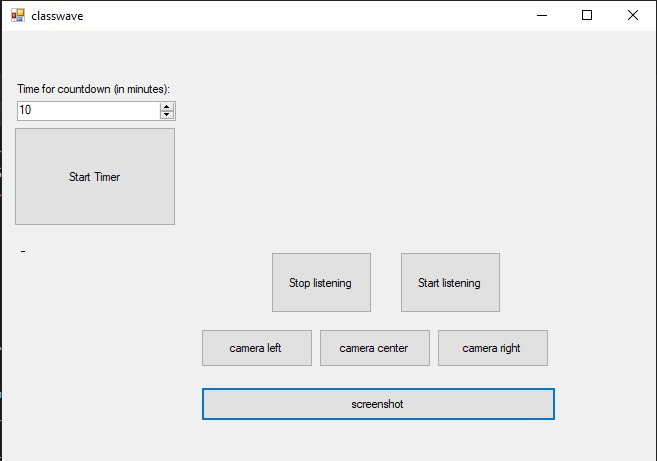 classwave
Time for countdown (in minutes):
10
Start Timer
-
Stop listening
Start listening
camera left
camera center
camera right
screenshot